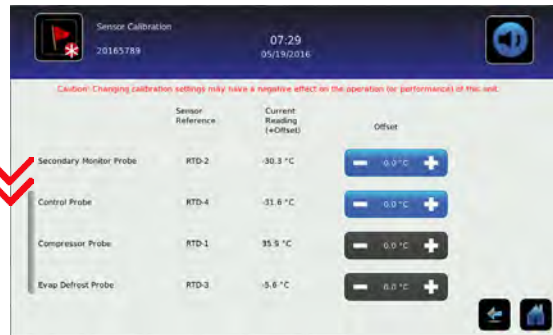 Sensor Calibration
20165789
07:29
05/19/2016
Caution: Changing calibration settings may have a negative effect on the operation (or performance) of this unit.
Sensor Reference
Current Reading (+Offset)
Offset
Secondary Monitor Probe RTD-2 -30.3 °C − 0.0 °C +
Control Probe RTD-4 -31.6 °C − 0.0 °C +
Compressor Probe RTD-1 35.9 °C − 0.0 °C +
Evap Defrost Probe RTD-3 -5.6 °C − 0.0 °C +